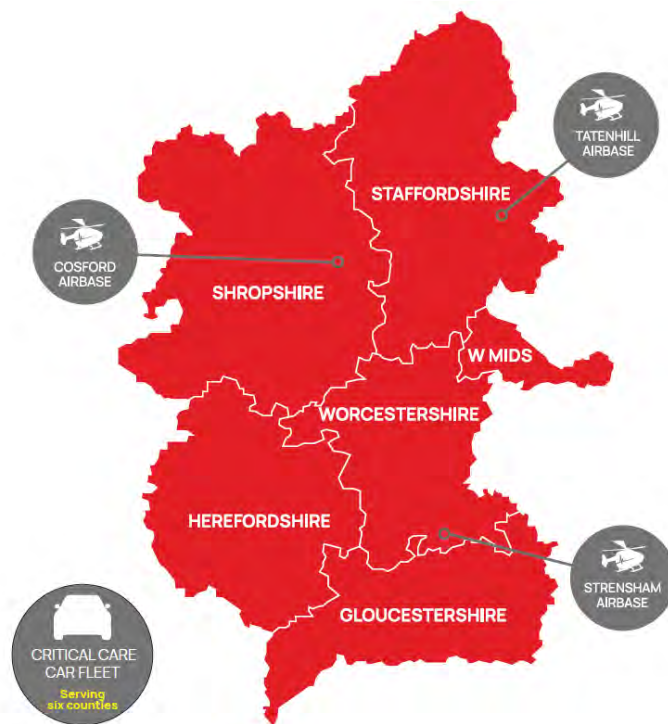 TATENHILL
AIRBASE
STAFFORDSHIRE
COSFORD
AIRBASE
SHROPSHIRE
W MIDS
WORCESTERSHIRE
HEREFORDSHIRE
STRENSHAM
AIRBASE
GLOUCESTERSHIRE
CRITICAL CARE
CAR FLEET
Serving
six counties